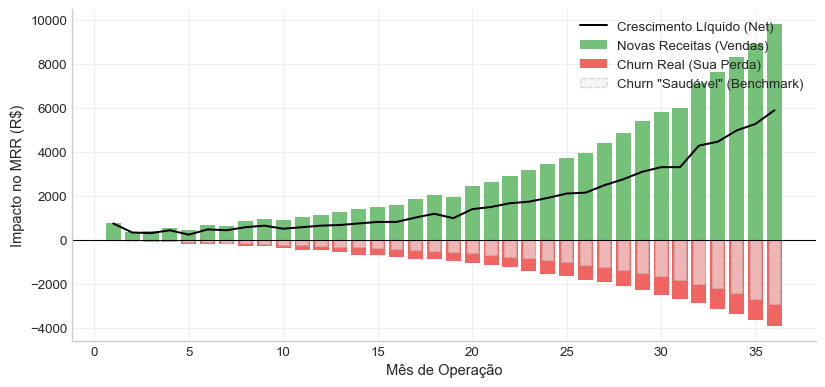 Crescimento Líquido (Net)
Novas Receitas (Vendas)
Churn Real (Sua Perda)
Churn "Saudável" (Benchmark)
Impacto no MRR (R$)
10000
8000
6000
4000
2000
0
−2000
−4000
0 5 10 15 20 25 30 35
Mês de Operação